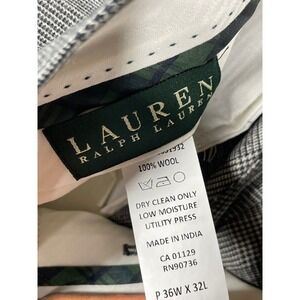 LAUREN
RALPH LAUREN
100% WOOL
DRY CLEAN ONLY
LOW MOISTURE
UTILITY PRESS
MADE IN INDIA
CA 01129
RN90736
P 36W X 32L